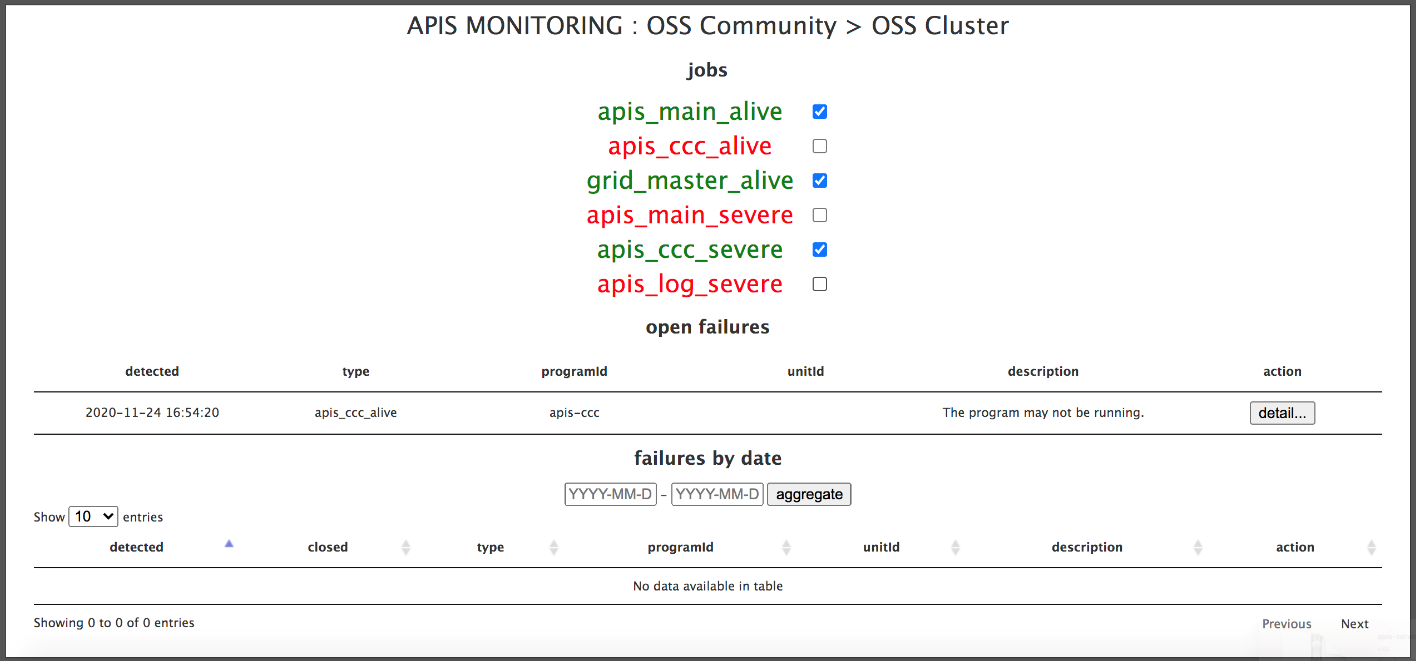 APIS MONITORING : OSS Community > OSS Cluster
jobs
apis_main_alive
apis_ccc_alive
grid_master_alive
apis_main_severe
apis_ccc_severe
apis_log_severe
open failures
detected type programId unitId description action
2020-11-24 16:54:20 apis_ccc_alive apis-ccc The program may not be running. detail...
failures by date
YYYY-MM-D - YYYY-MM-D aggregate
Show 10 entries
detected closed type programId unitId description action
No data available in table
Showing 0 to 0 of 0 entries
Previous Next